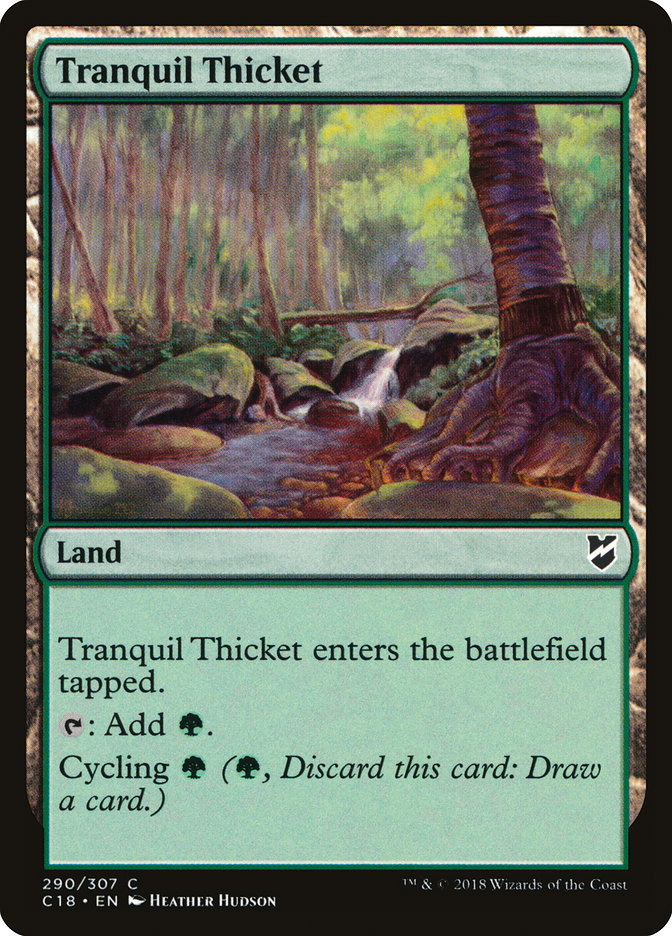 Tranquil Thicket
Land
Tranquil Thicket enters the battlefield
tapped.
: Add .
Cycling (, Discard this card: Draw
a card.)
290/307 C
™ & © 2018 Wizards of the Coast
C18 • EN Heather Hudson